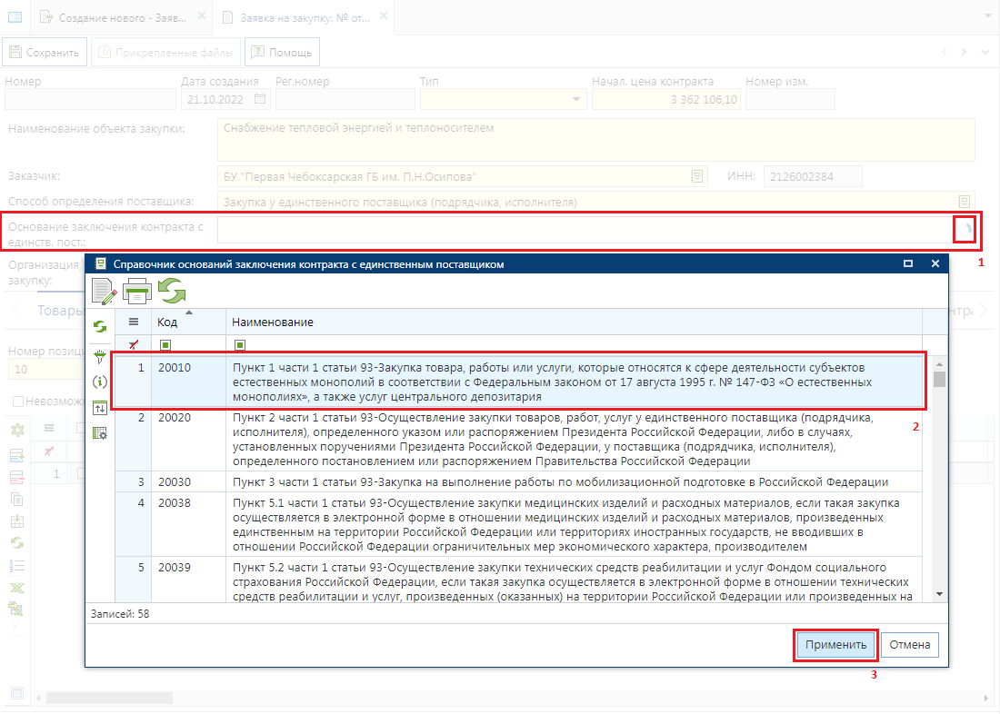 Создание нового - Заяв...
Заявка на закупку: № от...
Сохранить
Прикрепленные файлы
Помощь
Номер
Дата создания
Рег.номер
Тип
Начал. цена контракта
Номер изм.
21.10.2022
3 362 106,10
Наименование объекта закупки:
Снабжение тепловой энергией и теплоносителем
Заказчик:
БУ "Первая Чебоксарская ГБ им. П.Н.Осипова"
ИНН:
2126002384
Способ определения поставщика:
Закупка у единственного поставщика (подрядчика, исполнителя)
Основание заключения контракта с
единств. пост.:
1
Организация,
закупку:
Справочник оснований заключения контракта с единственным поставщиком
Товары
Код
Наименование
Номер позици
10
1
20010
Пункт 1 части 1 статьи 93-Закупка товара, работы или услуги, которые относятся к сфере деятельности субъектов
естественных монополий в соответствии с Федеральным законом от 17 августа 1995 г. № 147-ФЗ «О естественных
монополиях», а также услуг центрального депозитария
Невозможн
2
2
20020
Пункт 2 части 1 статьи 93-Осуществление закупки товаров, работ, услуг у единственного поставщика (подрядчика,
исполнителя), определенного указом или распоряжением Президента Российской Федерации, либо в случаях,
установленных поручениями Президента Российской Федерации, у поставщика (подрядчика, исполнителя),
определенного постановлением или распоряжением Правительства Российской Федерации
1
3
20030
Пункт 3 части 1 статьи 93-Закупка на выполнение работы по мобилизационной подготовке в Российской Федерации
4
20038
Пункт 5.1 части 1 статьи 93-Осуществление закупки медицинских изделий и расходных материалов, если такая закупка
осуществляется в электронной форме в отношении медицинских изделий и расходных материалов, произведенных
единственным на территории Российской Федерации или территориях иностранных государств, не вводивших в
отношении Российской Федерации ограничительных мер экономического характера, производителем
5
20039
Пункт 5.2 части 1 статьи 93-Осуществление закупки технических средств реабилитации и услуг Фондом социального
страхования Российской Федерации, если такая закупка осуществляется в электронной форме в отношении технических
средств реабилитации и услуг, произведенных (оказанных) на территории Российской Федерации или произведенных на
Записей: 58
Применить
Отмена
3